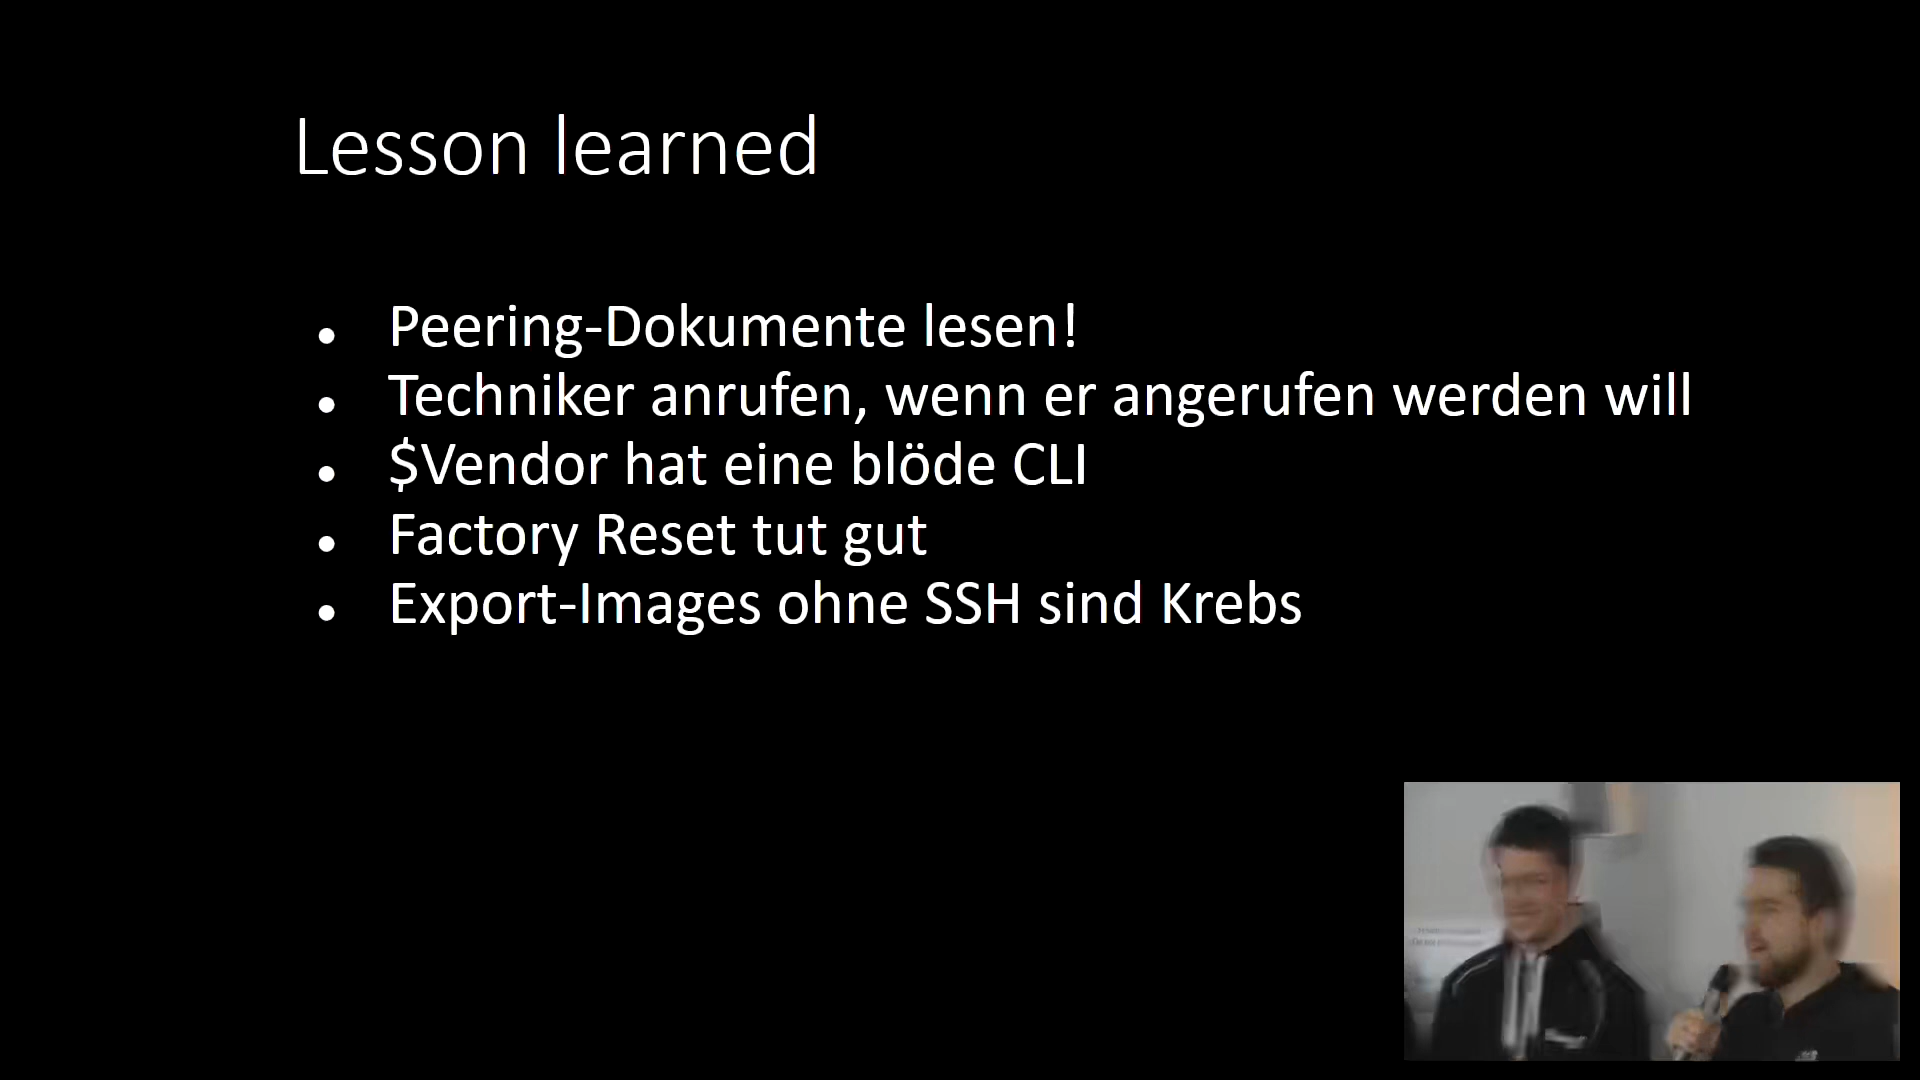 Lesson learned
Peering-Dokumente lesen!
Techniker anrufen, wenn er angerufen werden will
$Vendor hat eine blöde CLI
Factory Reset tut gut
Export-Images ohne SSH sind Krebs